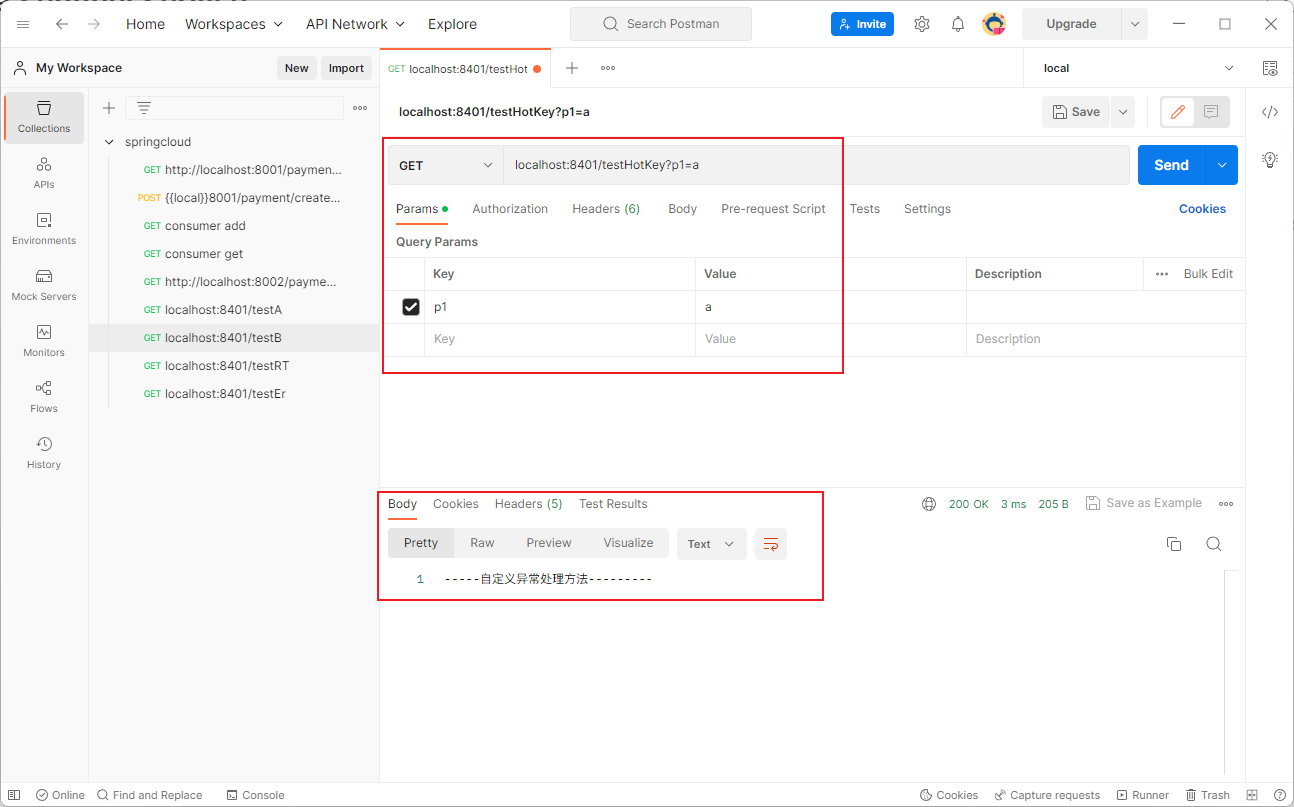 Home Workspaces API Network Explore Search Postman Invite Upgrade
My Workspace New Import GET localhost:8401/testHot local
Collections
APIs
Environments
Mock Servers
Monitors
Flows
History
springcloud
GET http://localhost:8001/paymen...
POST {{local}}8001/payment/create...
GET consumer add
GET consumer get
GET http://localhost:8002/payme...
GET localhost:8401/testA
GET localhost:8401/testB
GET localhost:8401/testRT
GET localhost:8401/testEr
localhost:8401/testHotKey?p1=a Save
GET localhost:8401/testHotKey?p1=a Send
Params Authorization Headers (6) Body Pre-request Script Tests Settings Cookies
Query Params
Key Value Description Bulk Edit
p1 a
Key Value Description
Body Cookies Headers (5) Test Results 200 OK 3 ms 205 B Save as Example
Pretty Raw Preview Visualize Text
1 -----自定义异常处理方法---------
Online Find and Replace Console Cookies Capture requests Runner Trash